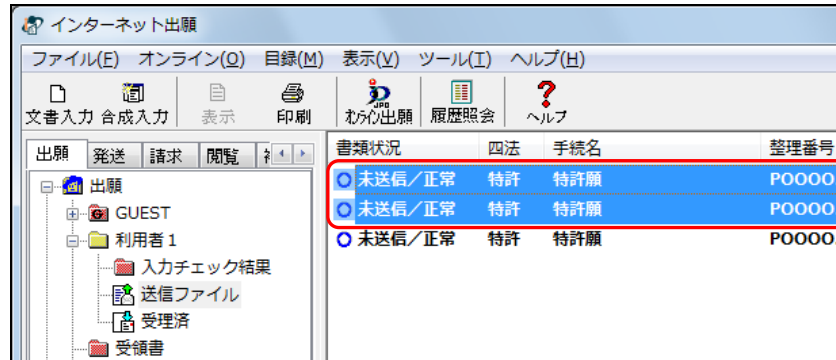 インターネット出願
ファイル(F) オンライン(O) 目録(M) 表示(V) ツール(T) ヘルプ(H)
文書入力 合成入力 表示 印刷 オンライン出願 履歴照会 ヘルプ
出願 発送 請求 閲覧
書類状況 四法 手続名 整理番号
出願
GUEST
利用者1
入力チェック結果
送信ファイル
受理済
受領書
未送信/正常 特許 特許願 P0000
未送信/正常 特許 特許願 P0000
未送信/正常 特許 特許願 P0000